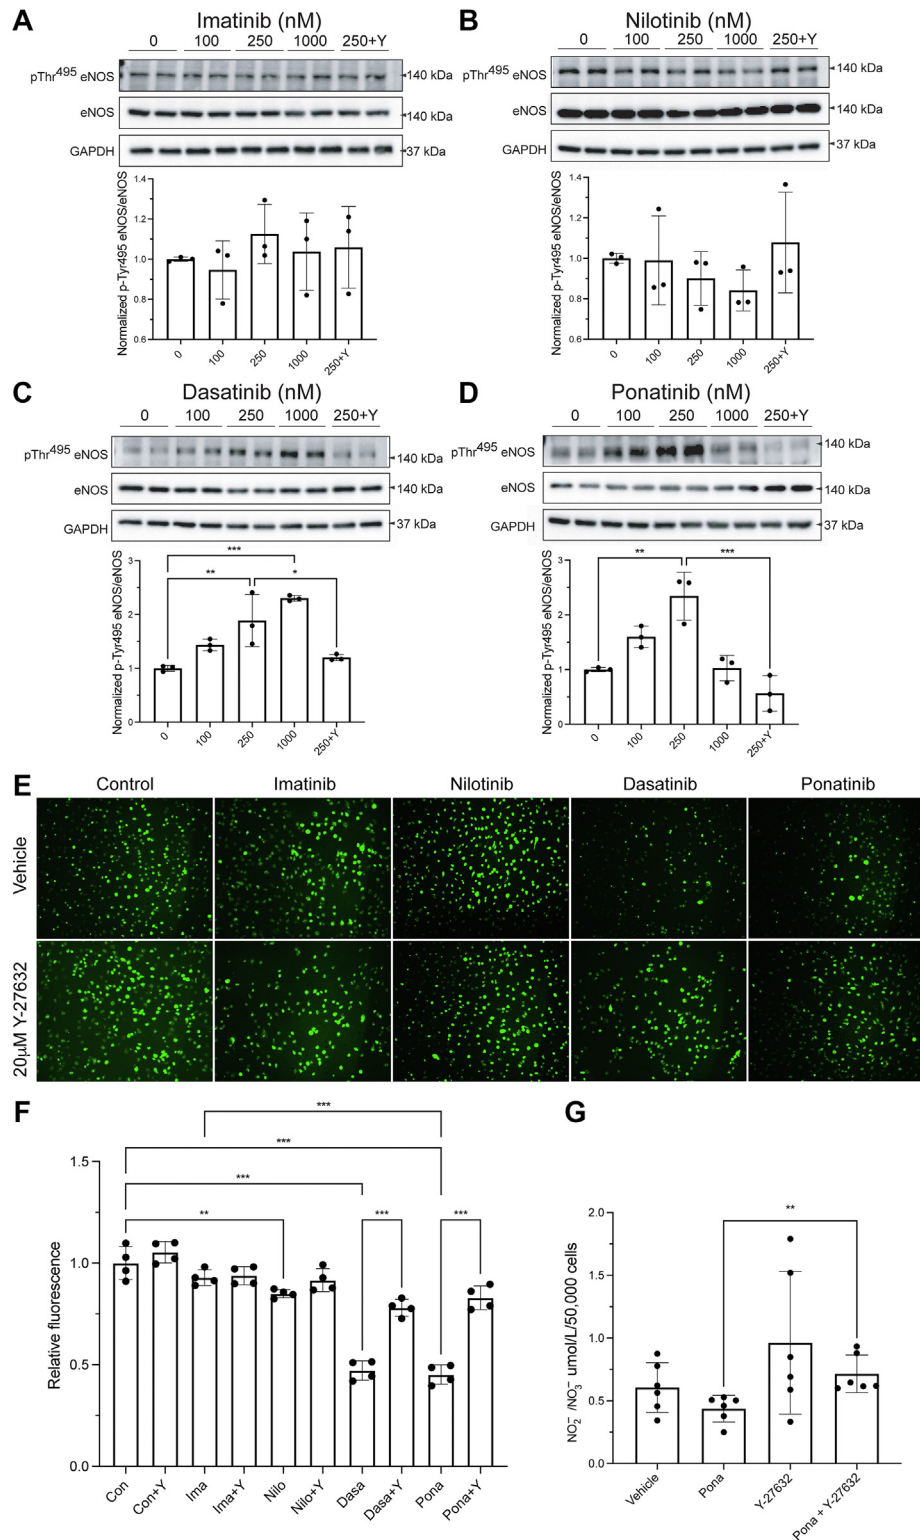 A
Imatinib (nM)
0 100 250 1000 250+Y
pThr495 eNOS
140 kDa
eNOS
140 kDa
GAPDH
37 kDa
Normalized p-Tyr495 eNOS/eNOS
1.4
1.2
1.0
0.8
0.6
0 100 250 1000 250+Y
B
Nilotinib (nM)
0 100 250 1000 250+Y
pThr495 eNOS
140 kDa
eNOS
140 kDa
GAPDH
37 kDa
Normalized p-Tyr495 eNOS/eNOS
1.4
1.2
1.0
0.8
0.6
0 100 250 1000 250+Y
C
Dasatinib (nM)
0 100 250 1000 250+Y
pThr495 eNOS
140 kDa
eNOS
140 kDa
GAPDH
37 kDa
Normalized p-Tyr495 eNOS/eNOS
***
** *
3
2
1
0
0 100 250 1000 250+Y
D
Ponatinib (nM)
0 100 250 1000 250+Y
pThr495 eNOS
140 kDa
eNOS
140 kDa
GAPDH
37 kDa
Normalized p-Tyr495 eNOS/eNOS
** ***
3
2
1
0
0 100 250 1000 250+Y
E
Control Imatinib Nilotinib Dasatinib Ponatinib
Vehicle
20μM Y-27632
F
***
***
***
**
*** ***
Relative fluorescence
1.5
1.0
0.5
0.0
Con Con+Y Ima Ima+Y Nilo Nilo+Y Dasa Dasa+Y Pona Pona+Y
G
**
NO2−/NO3− umol/L/50,000 cells
2.0
1.5
1.0
0.5
0.0
Vehicle Pona Y-27632 Pona + Y-27632